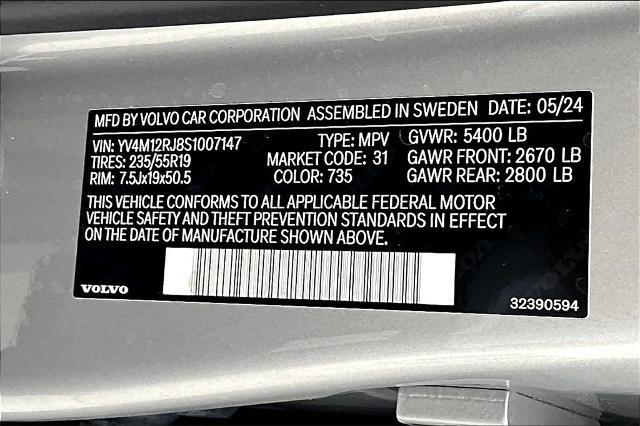 MFD BY VOLVO CAR CORPORATION ASSEMBLED IN SWEDEN DATE: 05/24
VIN: YV4M12RJ8S1007147 TYPE: MPV GVWR: 5400 LB
TIRES: 235/55R19 MARKET CODE: 31 GAWR FRONT: 2670 LB
RIM: 7.5Jx19x50.5 COLOR: 735 GAWR REAR: 2800 LB
THIS VEHICLE CONFORMS TO ALL APPLICABLE FEDERAL MOTOR
VEHICLE SAFETY AND THEFT PREVENTION STANDARDS IN EFFECT
ON THE DATE OF MANUFACTURE SHOWN ABOVE.
VOLVO
32390594